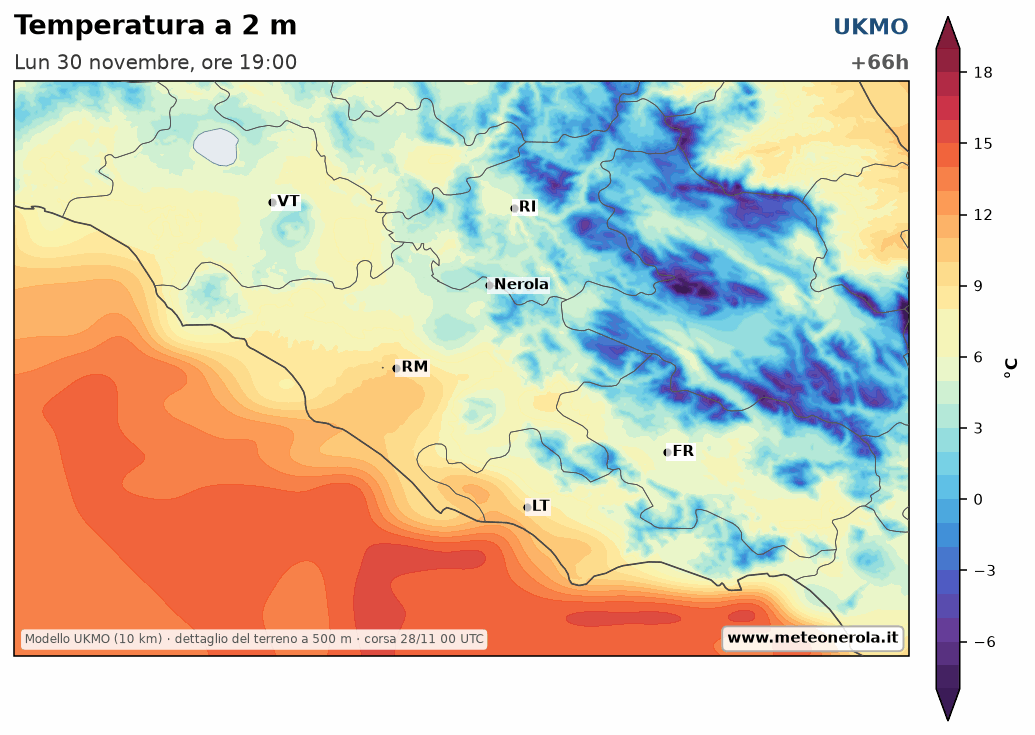 Temperatura a 2 m
UKMO
Lun 30 novembre, ore 19:00
+66h
VT
RI
Nerola
RM
FR
LT
18
15
12
9
6
3
0
−3
−6
°C
Modello UKMO (10 km) · dettaglio del terreno a 500 m · corsa 28/11 00 UTC
www.meteonerola.it